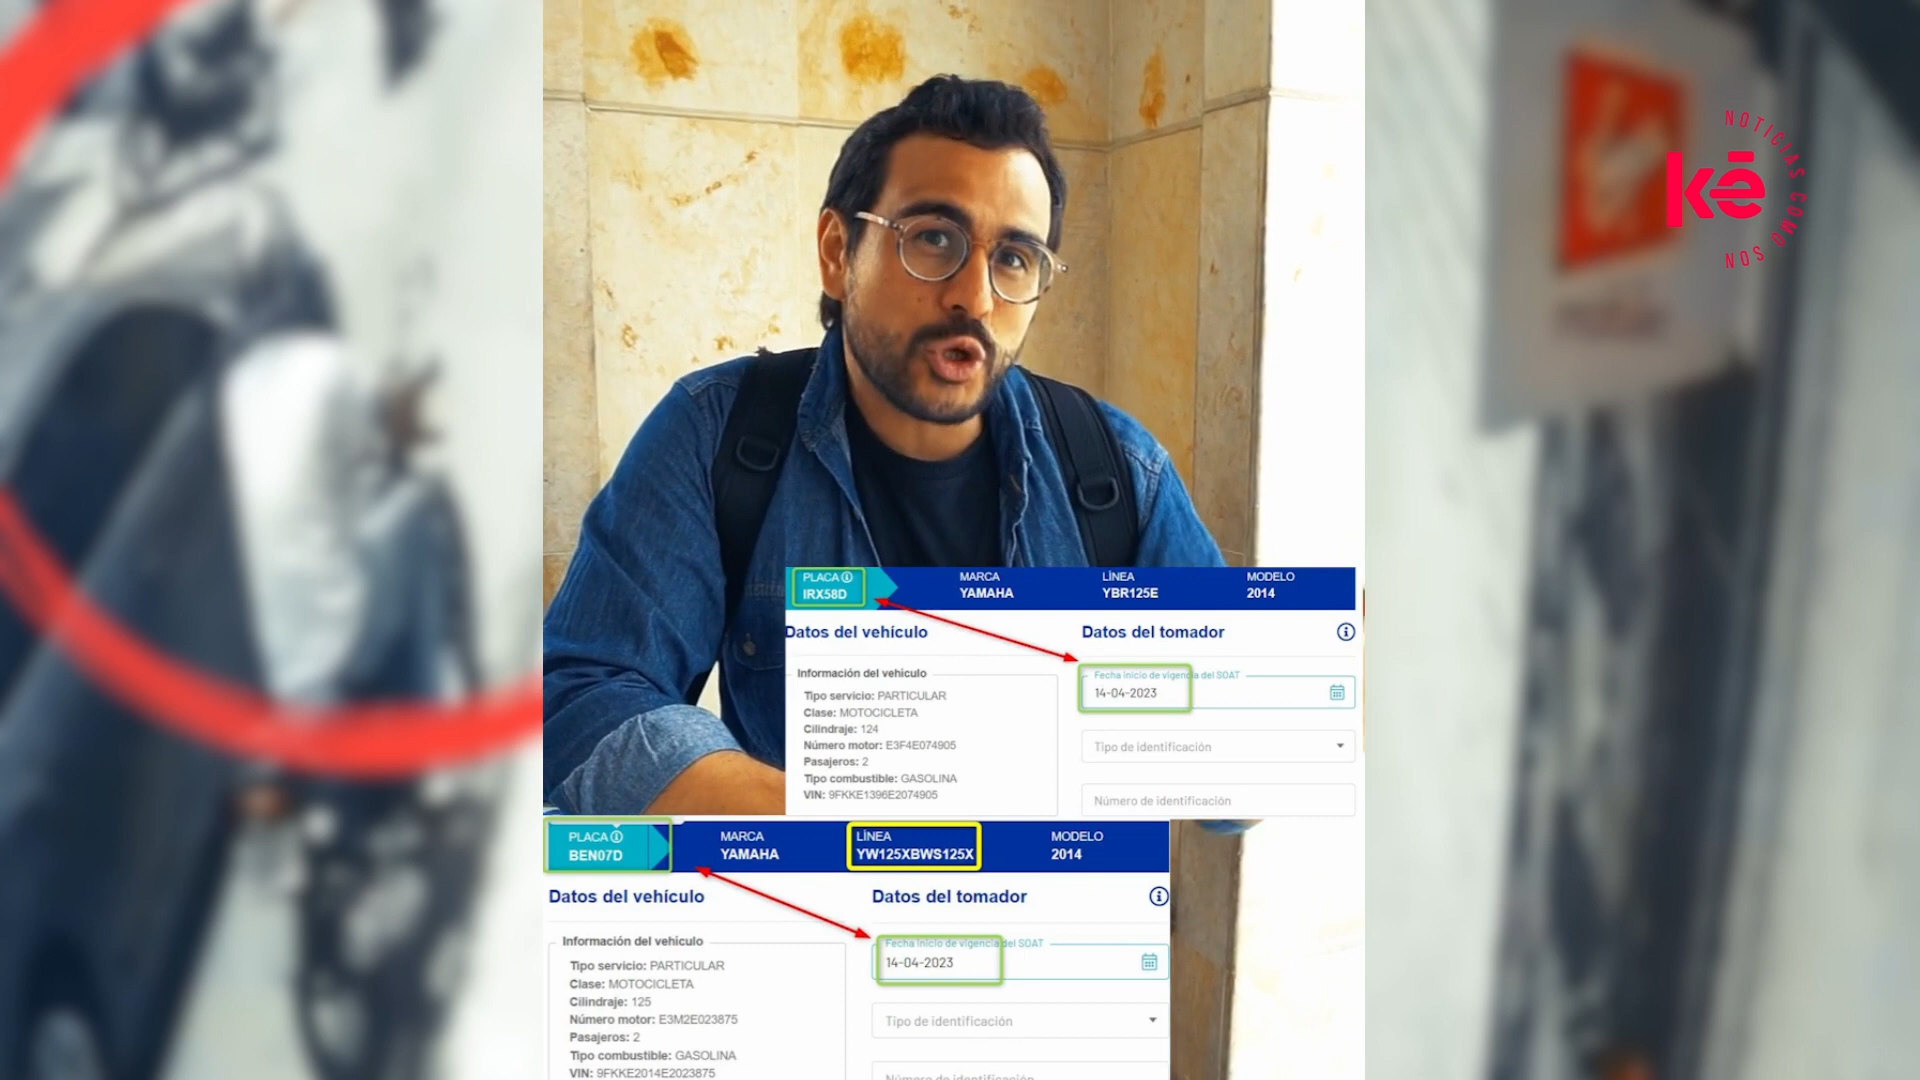 NOTICIAS COMO SON
kē
PLACA
IRX58D
MARCA
YAMAHA
LÍNEA
YBR125E
MODELO
2014
Datos del vehículo
Información del vehículo
Tipo servicio: PARTICULAR
Clase: MOTOCICLETA
Cilindraje: 124
Número motor: E3F4E074905
Pasajeros: 2
Tipo combustible: GASOLINA
VIN: 9FKKE1396E2074905
Datos del tomador
Fecha inicio de vigencia del SOAT
14-04-2023
Tipo de identificación
Número de identificación
PLACA
BEN07D
MARCA
YAMAHA
LÍNEA
YW125XBWS125X
MODELO
2014
Datos del vehículo
Información del vehículo
Tipo servicio: PARTICULAR
Clase: MOTOCICLETA
Cilindraje: 125
Número motor: E3M2E023875
Pasajeros: 2
Tipo combustible: GASOLINA
VIN: 9FKKE2014E2023875
Datos del tomador
Fecha inicio de vigencia del SOAT
14-04-2023
Tipo de identificación
Número de identificación